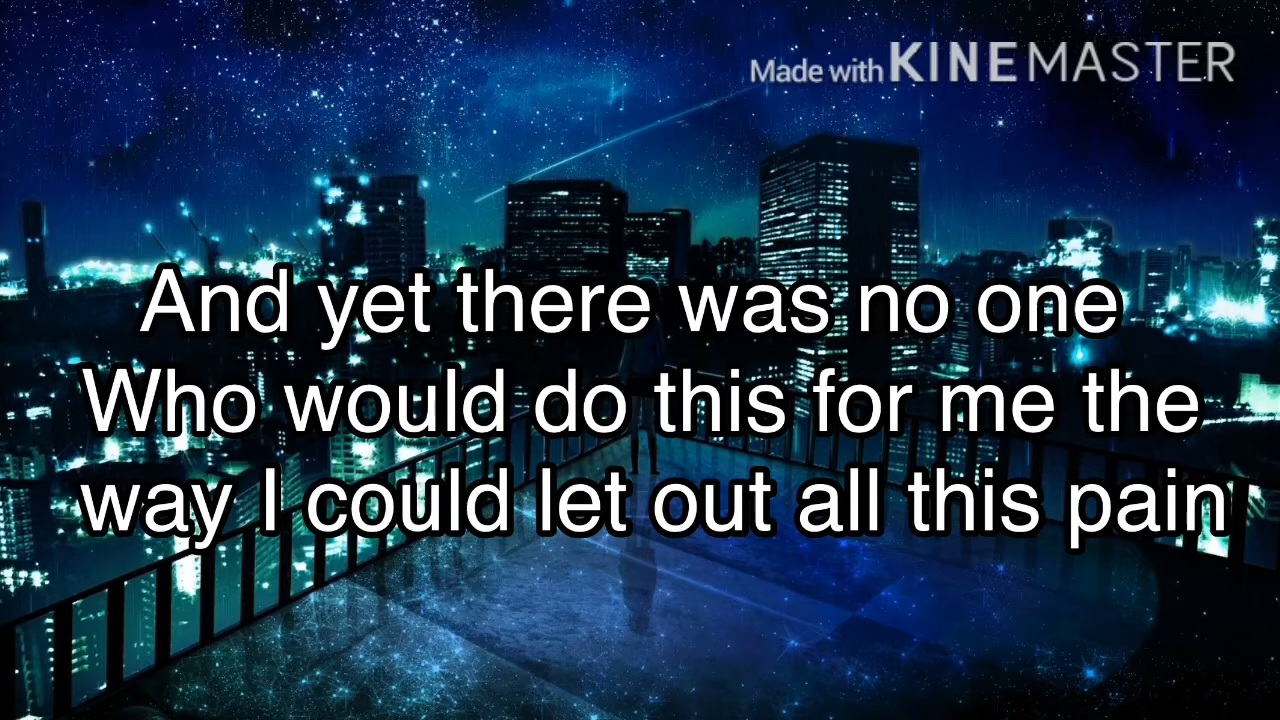 Made with KINEMASTER
And yet there was no one
Who would do this for me the
way I could let out all this pain